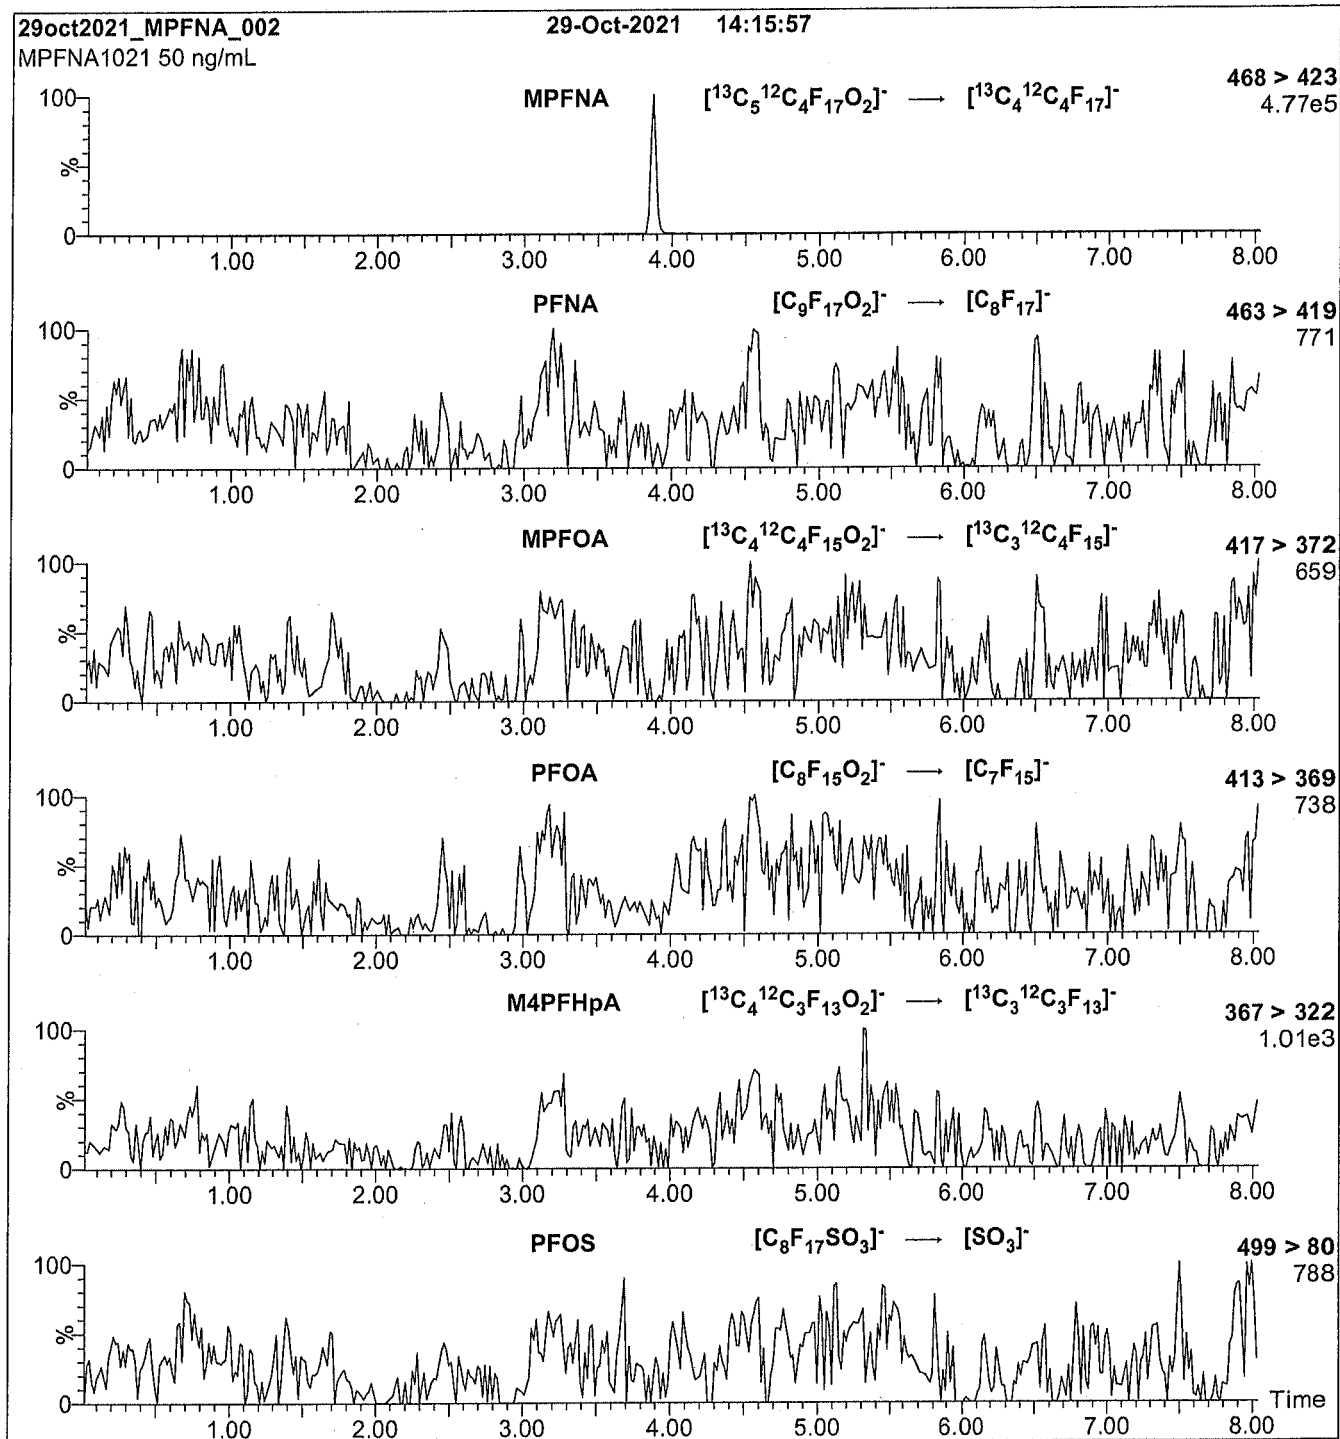 29oct2021_MPFNA_002 29-Oct-2021 14:15:57
MPFNA1021 50 ng/mL
MPFNA [¹³C₅¹²C₄F₁₇O₂]⁻ → [¹³C₄¹²C₄F₁₇]⁻ 468 > 423
4.77e5
100
%
0
1.00 2.00 3.00 4.00 5.00 6.00 7.00 8.00
PFNA [C₉F₁₇O₂]⁻ → [C₈F₁₇]⁻ 463 > 419
771
100
%
0
1.00 2.00 3.00 4.00 5.00 6.00 7.00 8.00
MPFOA [¹³C₄¹²C₄F₁₅O₂]⁻ → [¹³C₃¹²C₄F₁₅]⁻ 417 > 372
659
100
%
0
1.00 2.00 3.00 4.00 5.00 6.00 7.00 8.00
PFOA [C₈F₁₅O₂]⁻ → [C₇F₁₅]⁻ 413 > 369
738
100
%
0
1.00 2.00 3.00 4.00 5.00 6.00 7.00 8.00
M4PFHpA [¹³C₄¹²C₃F₁₃O₂]⁻ → [¹³C₃¹²C₃F₁₃]⁻ 367 > 322
1.01e3
100
%
0
1.00 2.00 3.00 4.00 5.00 6.00 7.00 8.00
PFOS [C₈F₁₇SO₃]⁻ → [SO₃]⁻ 499 > 80
788
100
%
0
Time
1.00 2.00 3.00 4.00 5.00 6.00 7.00 8.00